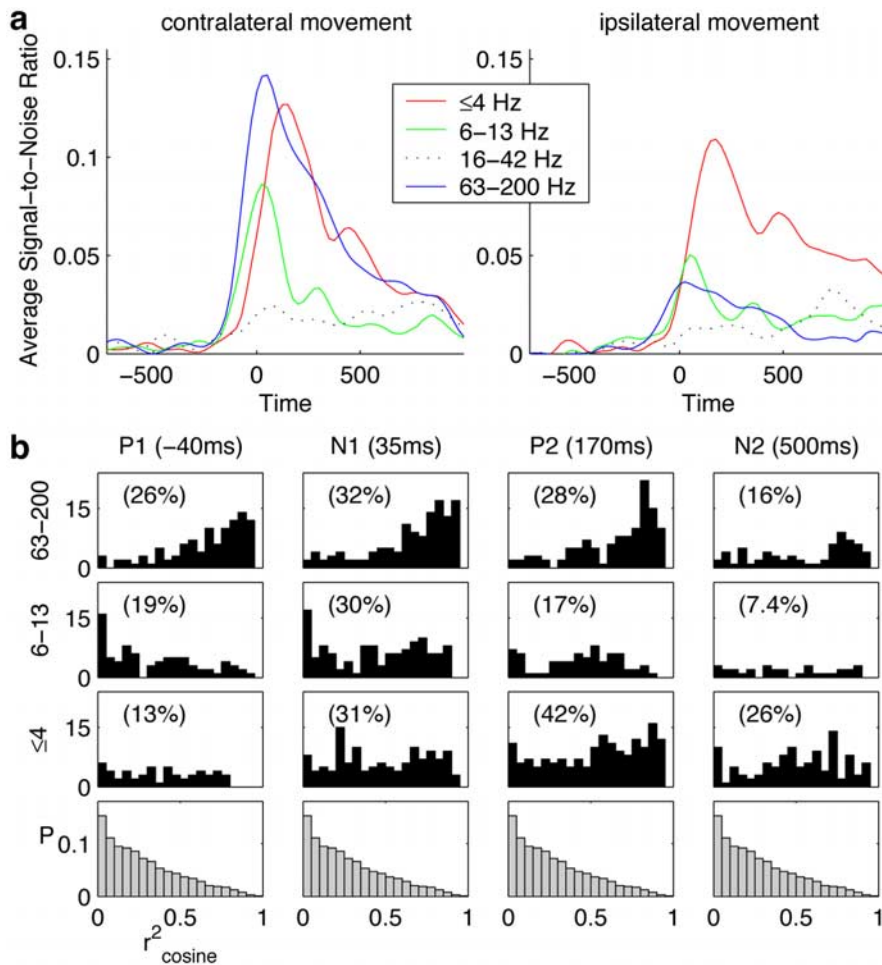 a
contralateral movement
ipsilateral movement
Average Signal-to-Noise Ratio
0.15
0.1
0.05
0
−500
0
500
Time
≤4 Hz
6−13 Hz
16−42 Hz
63−200 Hz
0.15
0.1
0.05
0
−500
0
500
Time
b
P1 (−40ms)
N1 (35ms)
P2 (170ms)
N2 (500ms)
63−200
15
0
(26%)
(32%)
(28%)
(16%)
6−13
15
0
(19%)
(30%)
(17%)
(7.4%)
≤4
15
0
(13%)
(31%)
(42%)
(26%)
P
0.1
0
0 0.5 1
0 0.5 1
0 0.5 1
0 0.5 1
r²cosine